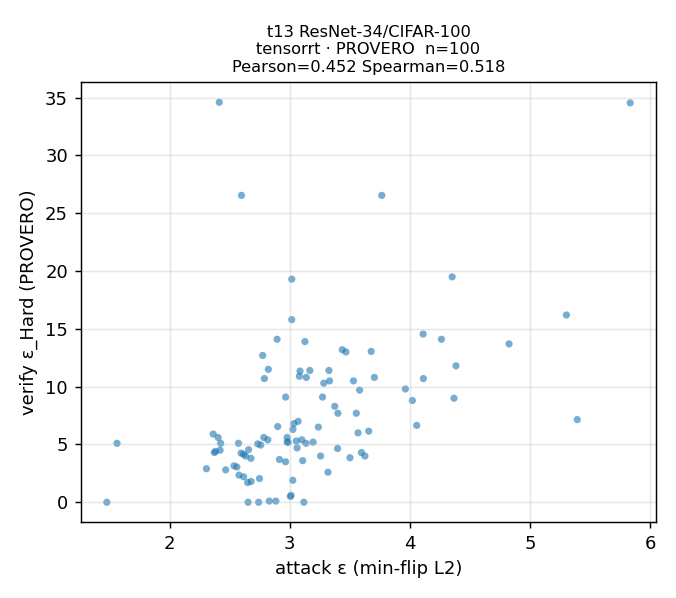 t13 ResNet-34/CIFAR-100
tensorrt · PROVERO  n=100
Pearson=0.452 Spearman=0.518
verify ε_Hard (PROVERO)
35
30
25
20
15
10
5
0
2
3
4
5
6
attack ε (min-flip L2)